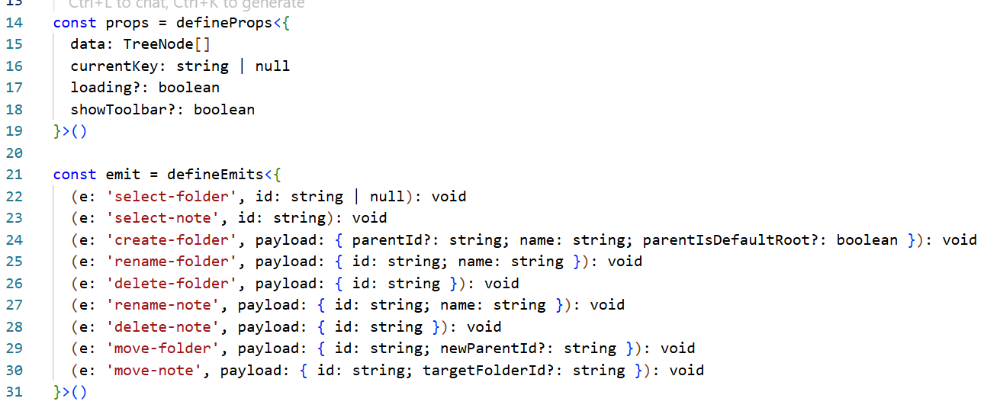 13 Ctrl+L to chat, Ctrl+K to generate
14 const props = defineProps<{
15 data: TreeNode[]
16 currentKey: string | null
17 loading?: boolean
18 showToolbar?: boolean
19 }>()
20
21 const emit = defineEmits<{
22 (e: 'select-folder', id: string | null): void
23 (e: 'select-note', id: string): void
24 (e: 'create-folder', payload: { parentId?: string; name: string; parentIsDefaultRoot?: boolean }): void
25 (e: 'rename-folder', payload: { id: string; name: string }): void
26 (e: 'delete-folder', payload: { id: string }): void
27 (e: 'rename-note', payload: { id: string; name: string }): void
28 (e: 'delete-note', payload: { id: string }): void
29 (e: 'move-folder', payload: { id: string; newParentId?: string }): void
30 (e: 'move-note', payload: { id: string; targetFolderId?: string }): void
31 }>()